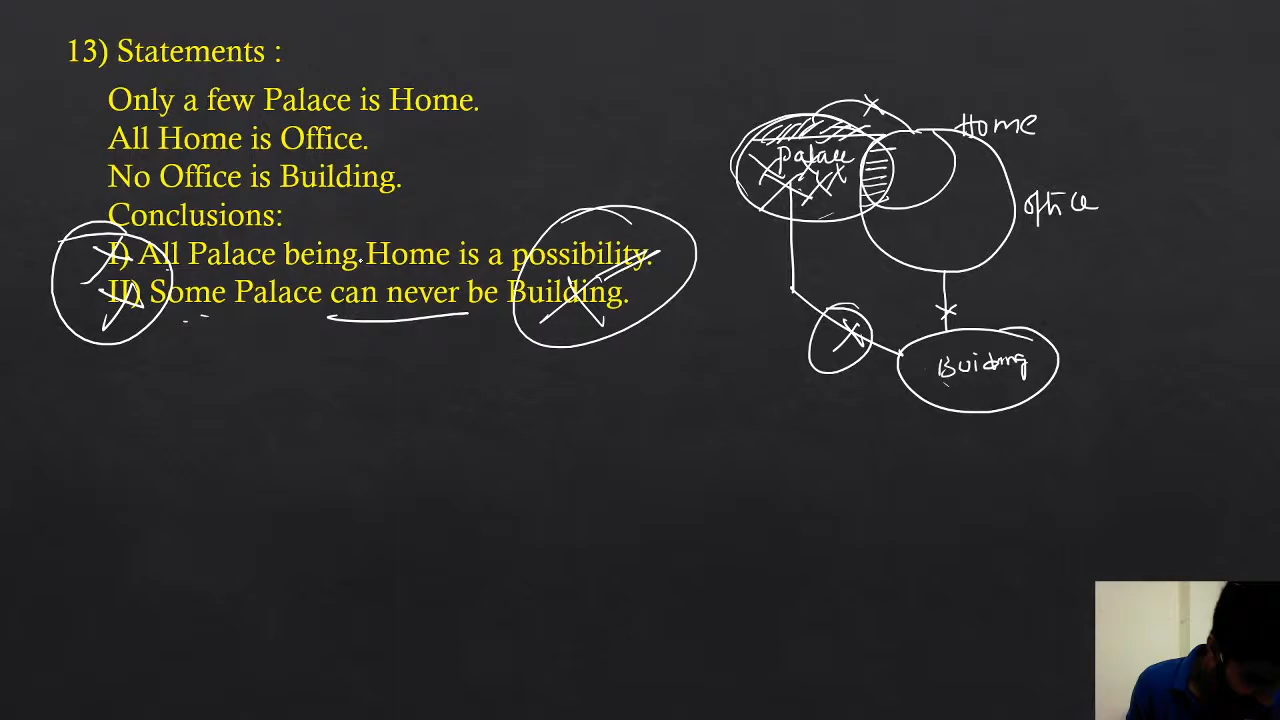 13) Statements :
Only a few Palace is Home.
All Home is Office.
No Office is Building.
Conclusions:
I) All Palace being Home is a possibility.
II) Some Palace can never be Building.
Home
Palace
office
Building